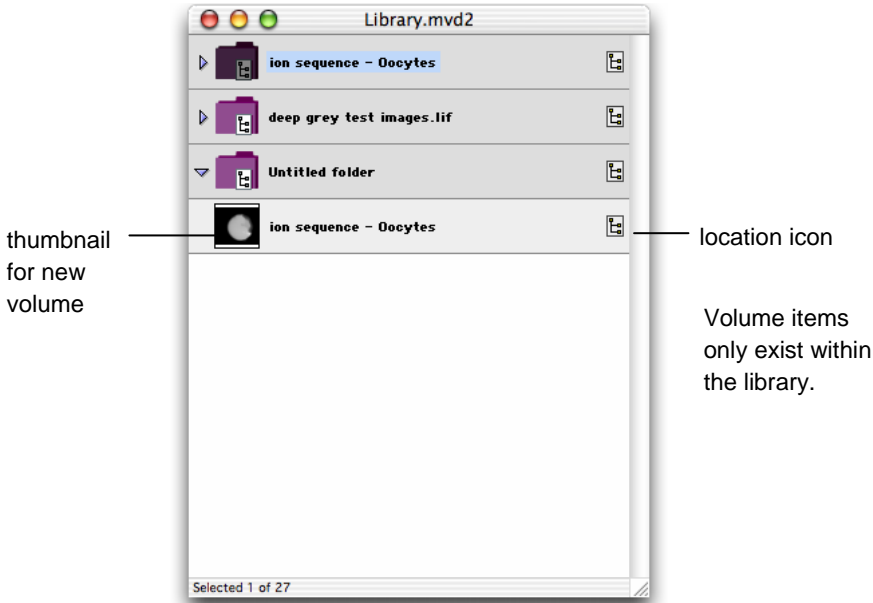 Library.mvd2
ion sequence - Oocytes
deep grey test images.lif
Untitled folder
ion sequence - Oocytes
thumbnail
for new
volume
location icon
Volume items
only exist within
the library.
Selected 1 of 27